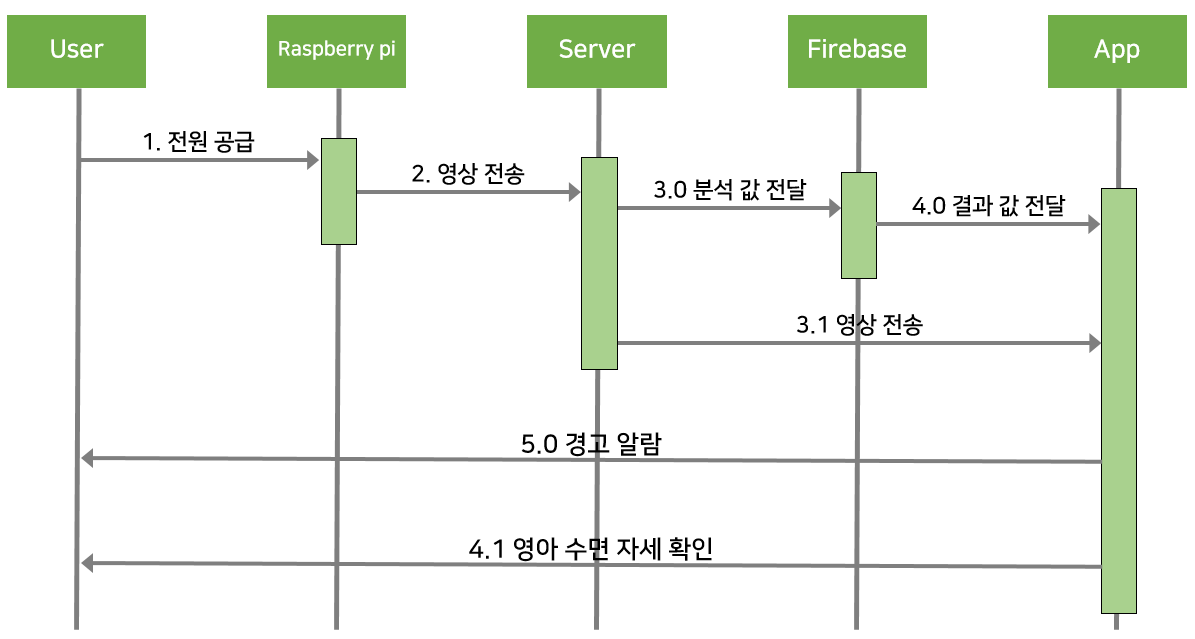 User
Raspberry pi
Server
Firebase
App
1. 전원 공급
2. 영상 전송
3.0 분석 값 전달
4.0 결과 값 전달
3.1 영상 전송
5.0 경고 알람
4.1 영아 수면 자세 확인